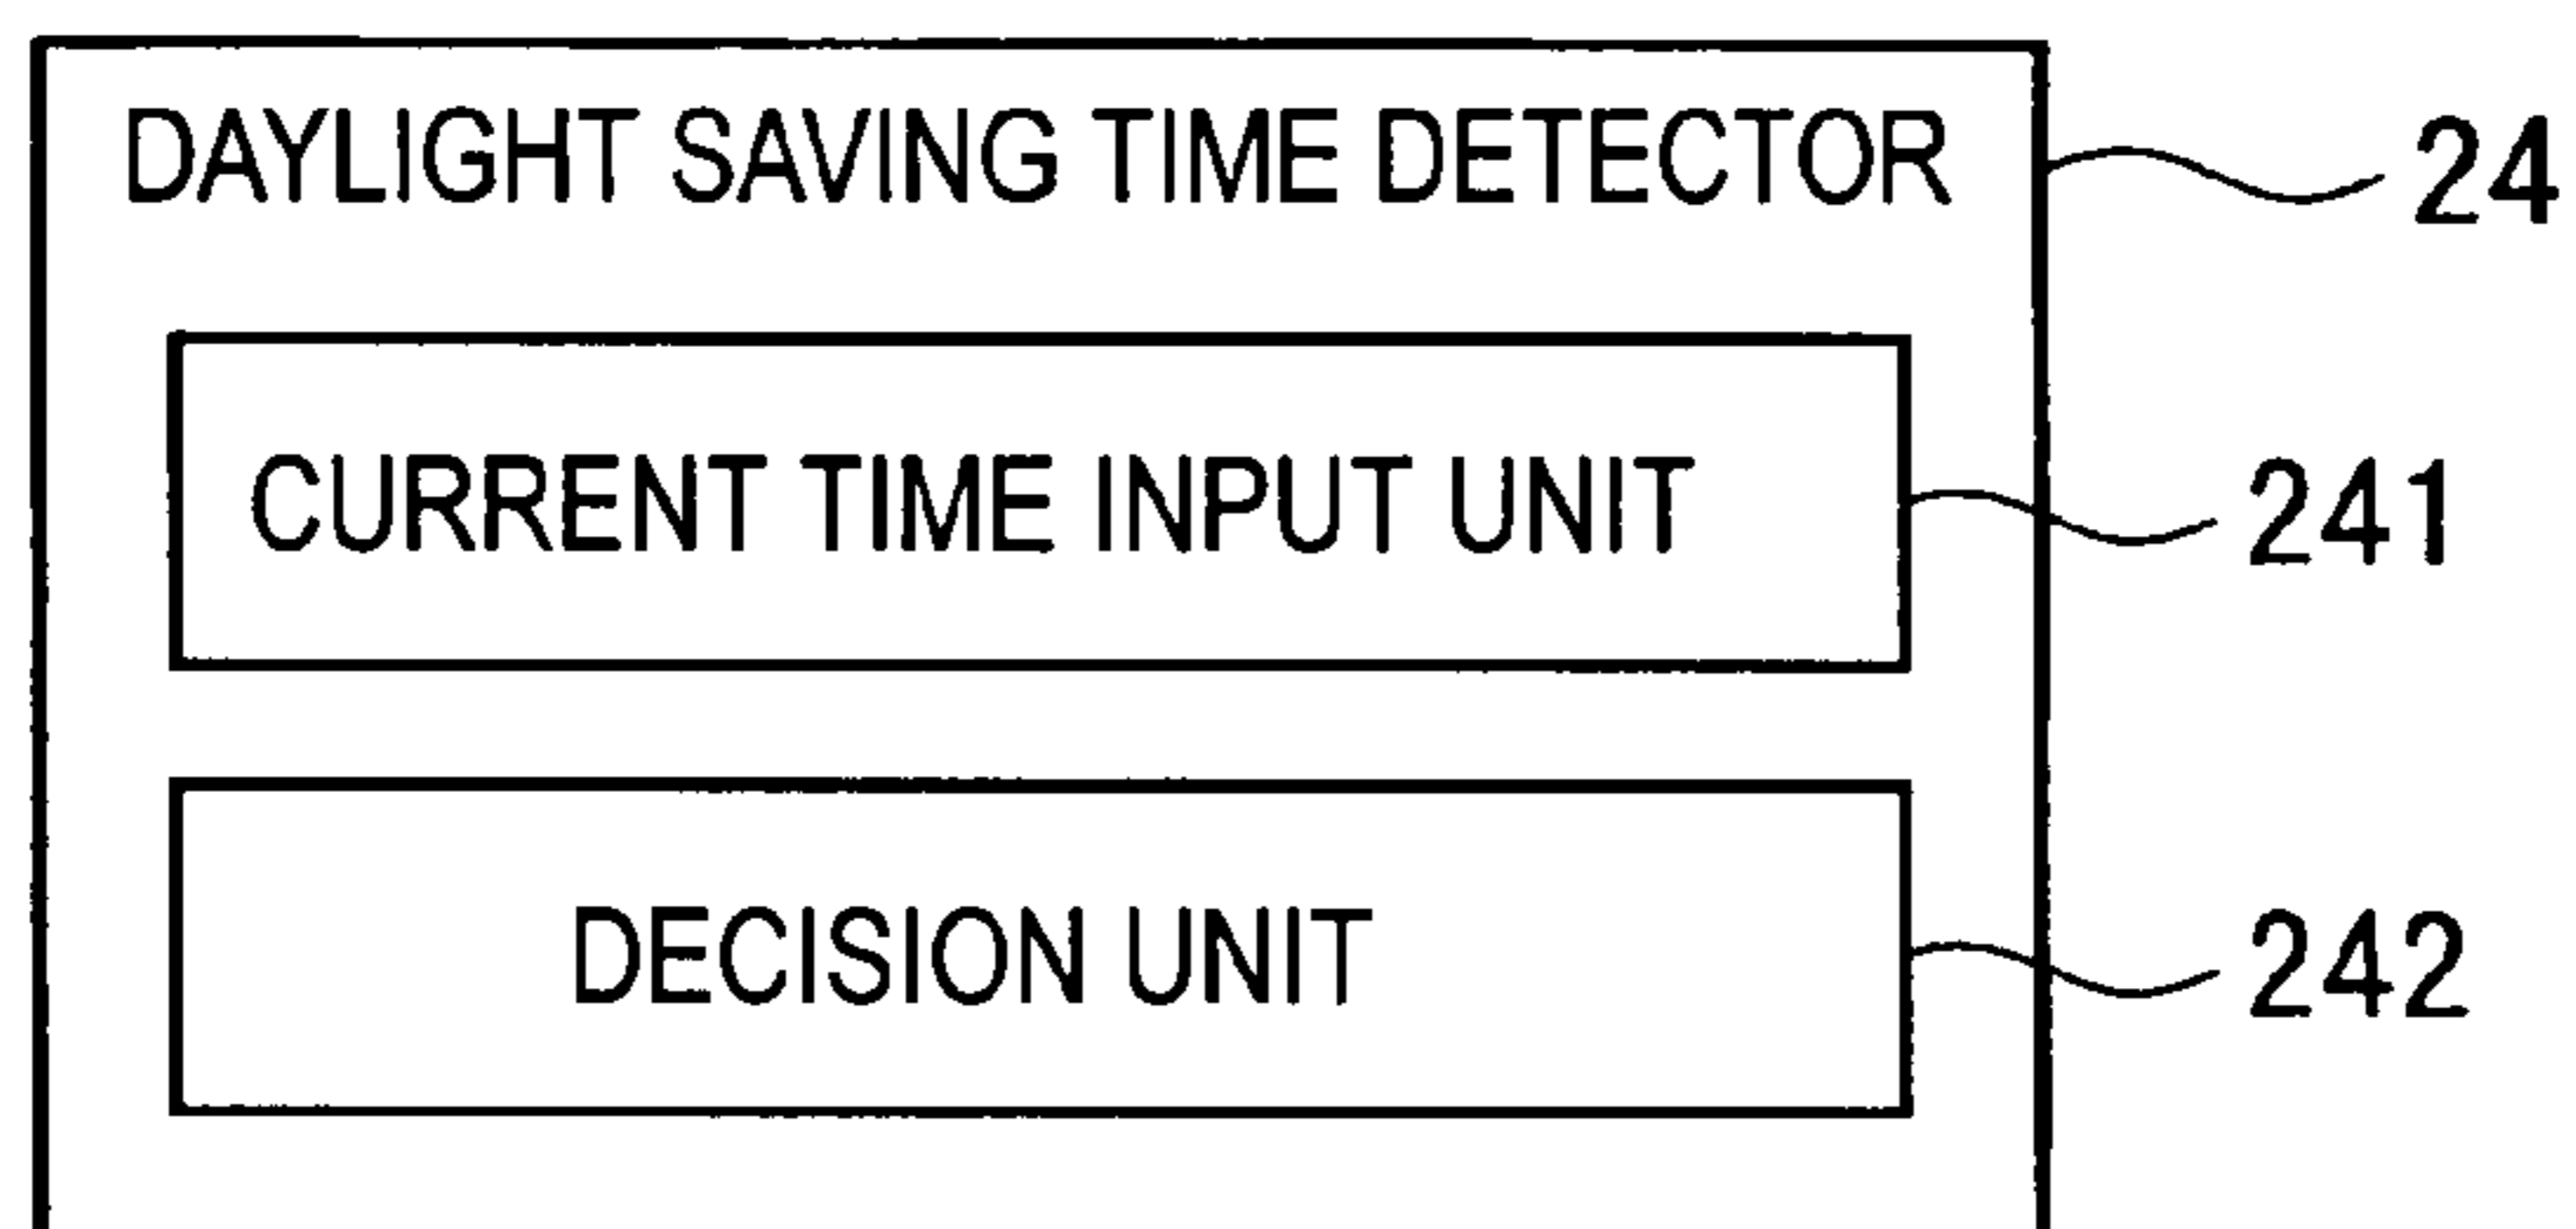 DAYLIGHT SAVING TIME DETECTOR
24
CURRENT TIME INPUT UNIT
241
DECISION UNIT
242